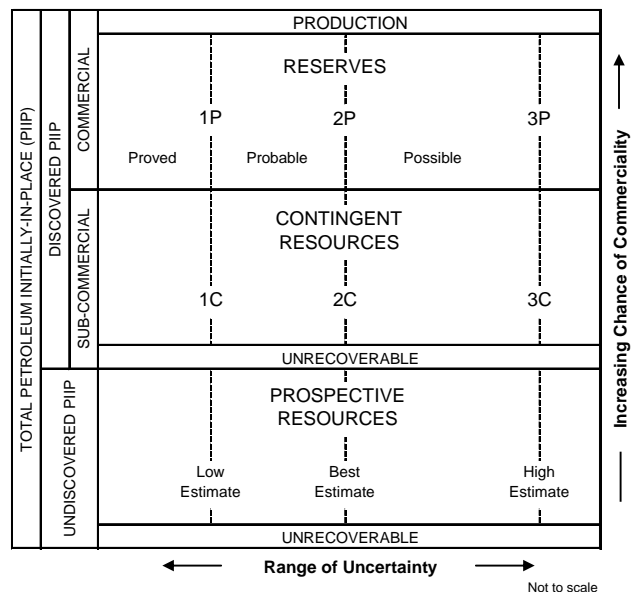 PRODUCTION
RESERVES
1P 2P 3P
Proved Probable Possible
CONTINGENT
RESOURCES
1C 2C 3C
UNRECOVERABLE
PROSPECTIVE
RESOURCES
Low Best High
Estimate Estimate Estimate
UNRECOVERABLE
TOTAL PETROLEUM INITIALLY-IN-PLACE (PIIP)
DISCOVERED PIIP
UNDISCOVERED PIIP
COMMERCIAL
SUB-COMMERCIAL
Increasing Chance of Commerciality
Range of Uncertainty
Not to scale